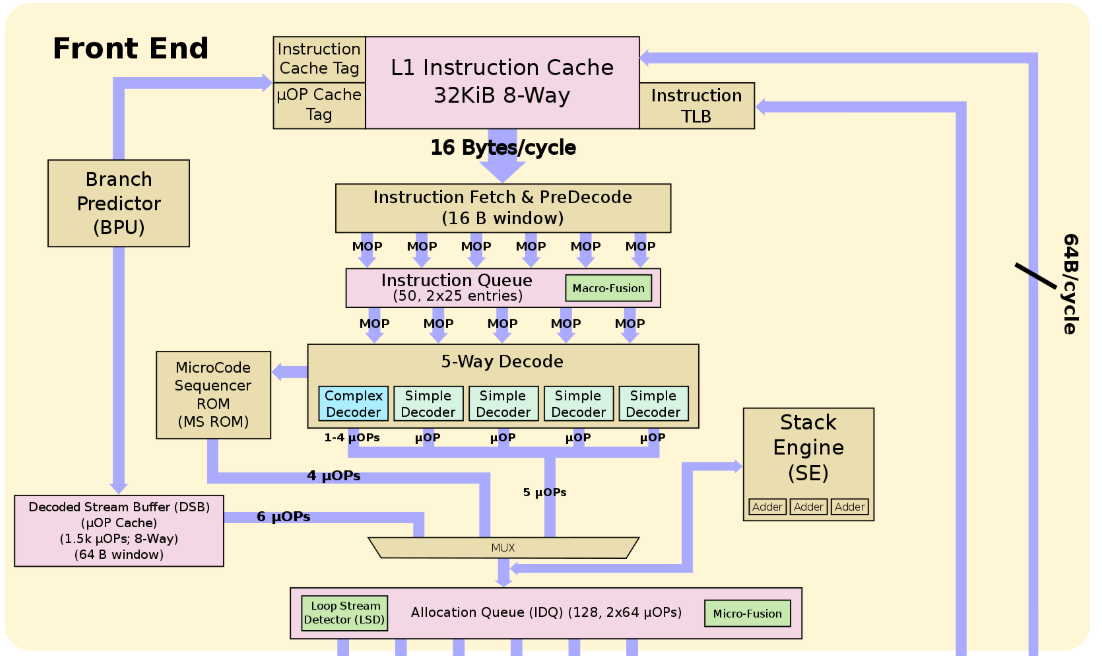 Front End
Instruction
Cache Tag
µOP Cache
Tag
L1 Instruction Cache
32KiB 8-Way
Instruction
TLB
16 Bytes/cycle
Branch
Predictor
(BPU)
Instruction Fetch & PreDecode
(16 B window)
MOP MOP MOP MOP MOP MOP
Instruction Queue
(50, 2x25 entries)
Macro-Fusion
64B/cycle
MOP MOP MOP MOP MOP
5-Way Decode
MicroCode
Sequencer
ROM
(MS ROM)
Complex
Decoder
Simple
Decoder
Simple
Decoder
Simple
Decoder
Simple
Decoder
1-4 µOPs µOP µOP µOP µOP
Stack
Engine
(SE)
Adder Adder Adder
4 µOPs
5 µOPs
Decoded Stream Buffer (DSB)
(µOP Cache)
(1.5k µOPs; 8-Way)
(64 B window)
6 µOPs
MUX
Loop Stream
Detector (LSD)
Allocation Queue (IDQ) (128, 2x64 µOPs)
Micro-Fusion